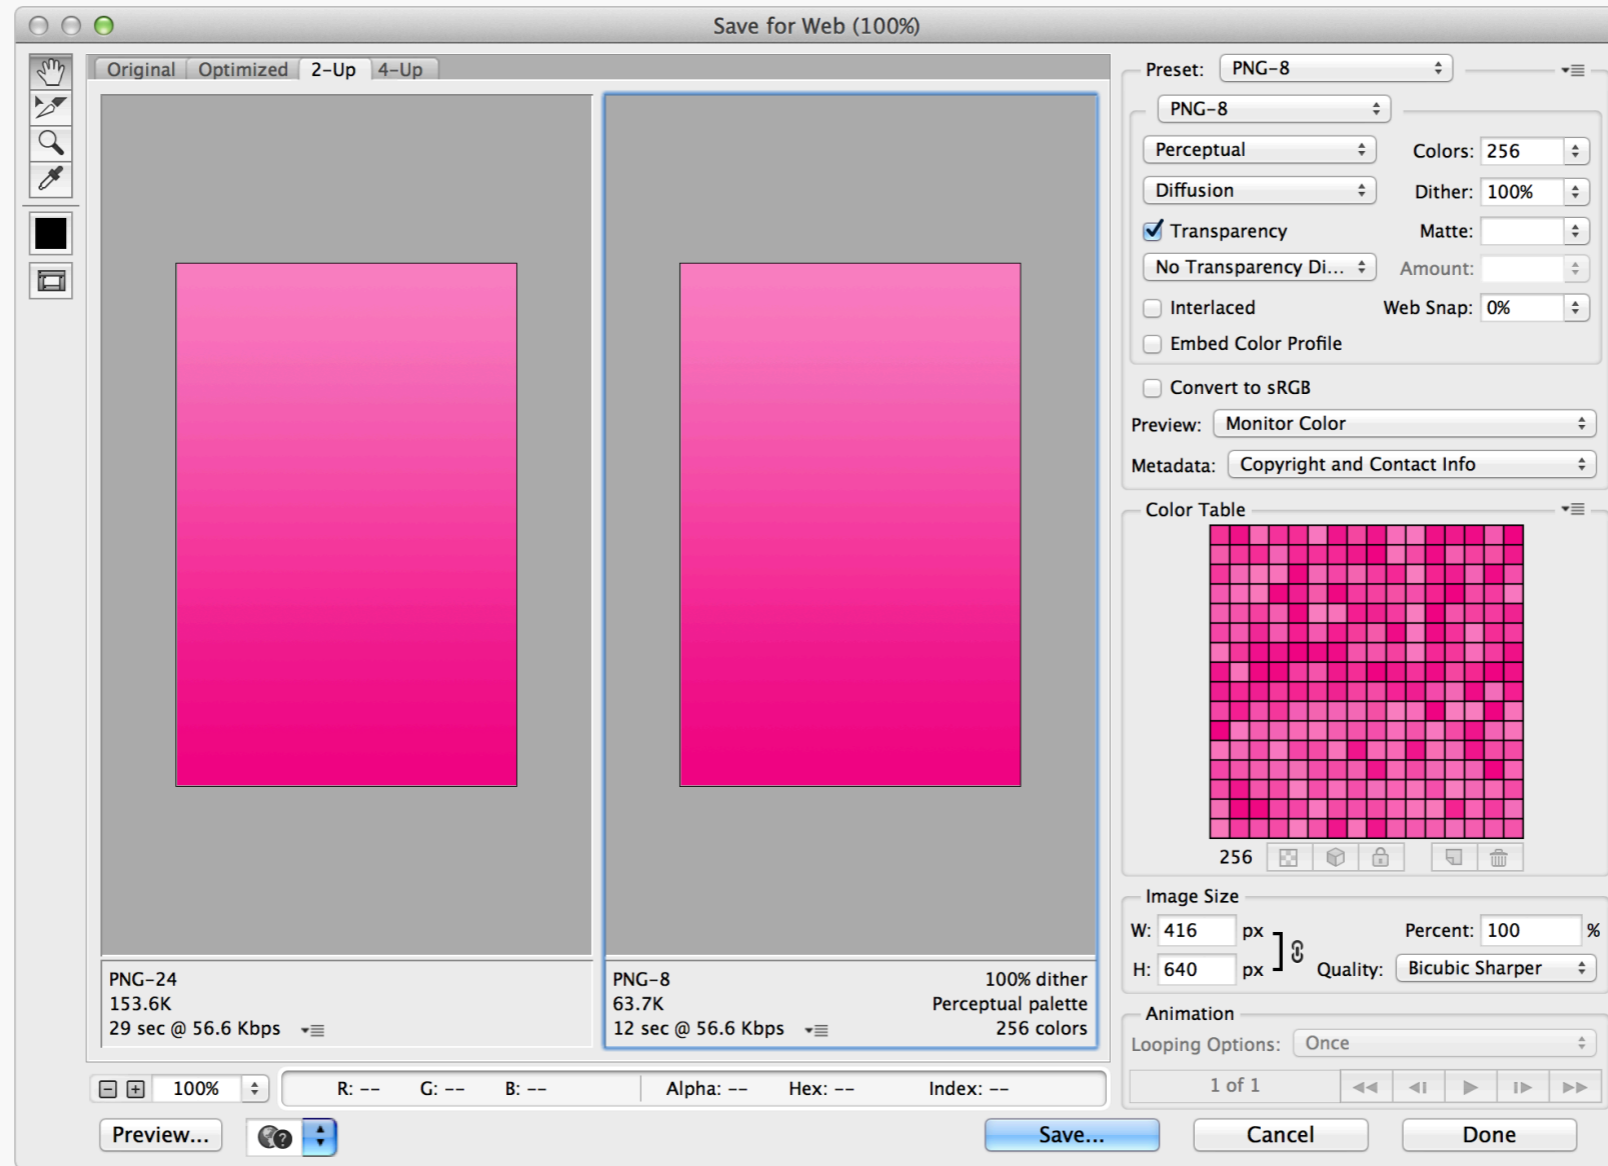 Save for Web (100%)
Original Optimized 2-Up 4-Up
Preset: PNG-8
PNG-8
Perceptual Colors: 256
Diffusion Dither: 100%
Transparency Matte:
No Transparency Di... Amount:
Interlaced Web Snap: 0%
Embed Color Profile
Convert to sRGB
Preview: Monitor Color
Metadata: Copyright and Contact Info
Color Table
256
Image Size
W: 416 px Percent: 100 %
H: 640 px Quality: Bicubic Sharper
PNG-24
153.6K
29 sec @ 56.6 Kbps
PNG-8 100% dither
63.7K Perceptual palette
12 sec @ 56.6 Kbps 256 colors
Animation
Looping Options: Once
1 of 1
100% R: -- G: -- B: -- Alpha: -- Hex: -- Index: --
Preview... ? Save... Cancel Done